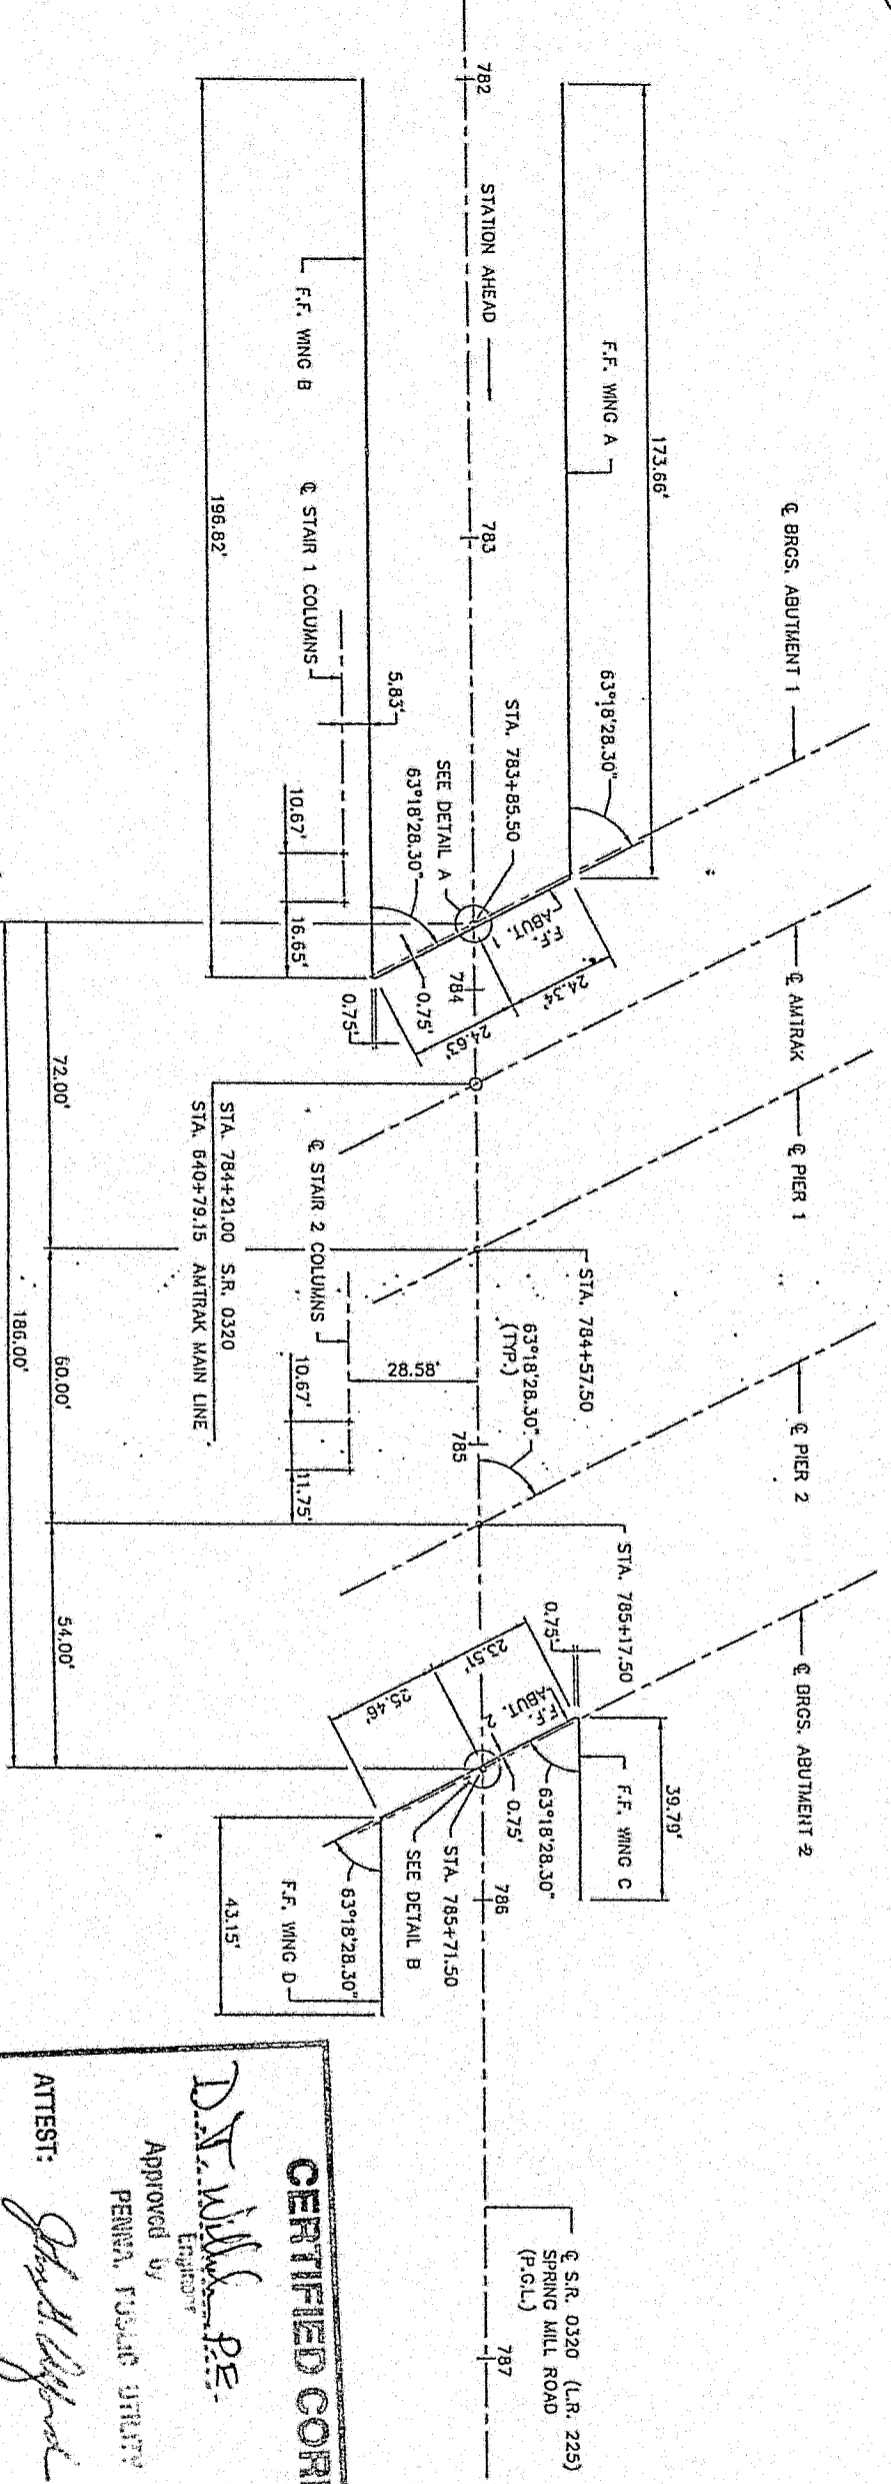 782
STATION AHEAD
F.F. WING A
173.66'
F.F. WING B
℄ STAIR 1 COLUMNS
196.82'
783
℄ BRGS. ABUTMENT 1
63°18'28.30"
5.83'
STA. 783+85.50
SEE DETAIL A
63°18'28.30"
10.67'
16.65'
F.F.
ABUT. 1
24.34'
24.63'
0.75'
0.75'
784
℄ AMTRAK
℄ PIER 1
72.00'
STA. 784+21.00 S.R. 0320
STA. 640+79.15 AMTRAK MAIN LINE
℄ STAIR 2 COLUMNS
STA. 784+57.50
63°18'28.30"
(TYP.)
28.58'
10.67'
11.75'
785
℄ PIER 2
60.00'
186.00'
STA. 785+17.50
54.00'
0.75'
23.51'
25.46'
F.F.
ABUT. 2
℄ BRGS. ABUTMENT 2
39.79'
F.F. WING C
63°18'28.30"
0.75'
STA. 785+71.50
SEE DETAIL B
786
63°18'28.30"
F.F. WING D
43.15'
℄ S.R. 0320 (L.R. 225)
SPRING MILL ROAD
(P.G.L.)
787
CERTIFIED COR
P.E.
Engineer
Approved by
PENNA. PUBLIC UTILITY
ATTEST: